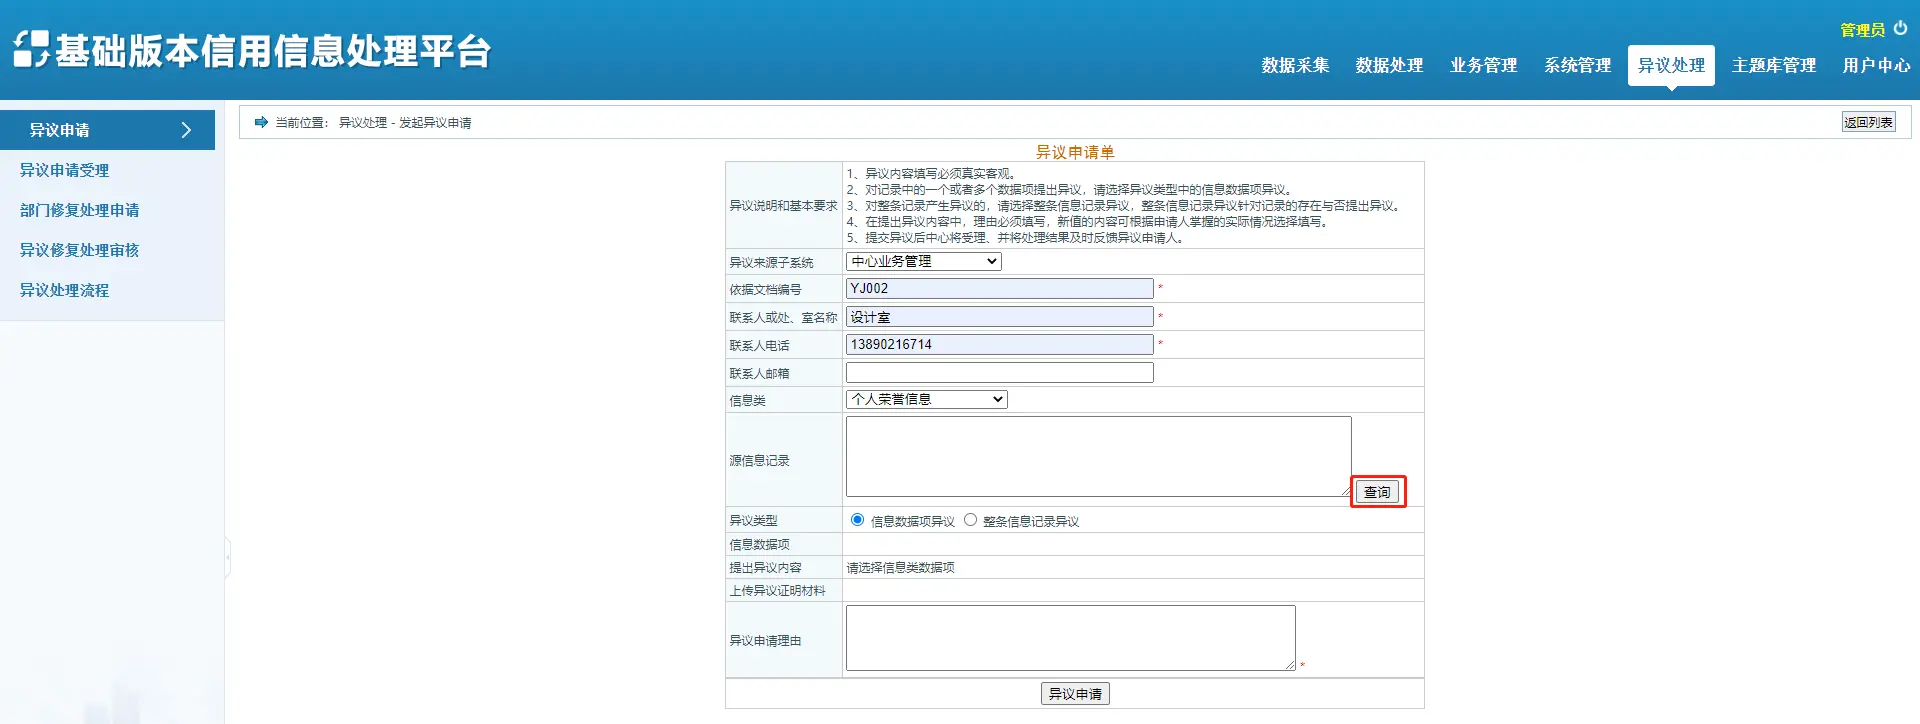 基础版本信用信息处理平台
管理员
数据采集 数据处理 业务管理 系统管理 异议处理 主题库管理 用户中心
异议申请
异议申请受理
部门修复处理申请
异议修复处理审核
异议处理流程
当前位置： 异议处理 - 发起异议申请
返回列表
异议申请单
异议说明和基本要求
1、异议内容填写必须真实客观。
2、对记录中的一个或者多个数据项提出异议，请选择异议类型中的信息数据项异议。
3、对整条记录产生异议的，请选择整条信息记录异议，整条信息记录异议针对记录的存在与否提出异议。
4、在提出异议内容中，理由必须填写，新值的内容可根据申请人掌握的实际情况选择填写。
5、提交异议后中心将受理、并将处理结果及时反馈异议申请人。
异议来源子系统 中心业务管理
依据文档编号 YJ002 *
联系人或处、室名称 设计室 *
联系人电话 13890216714 *
联系人邮箱
信息类 个人荣誉信息
源信息记录
查询
异议类型 信息数据项异议 整条信息记录异议
信息数据项
提出异议内容 请选择信息类数据项
上传异议证明材料
异议申请理由 *
异议申请